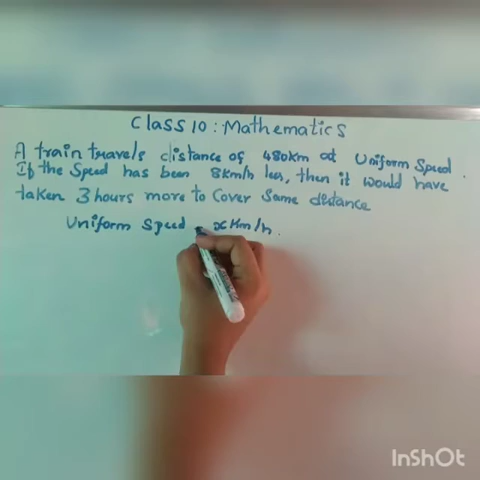 Class 10 : Mathematics
A train travels distance of 480km at Uniform Speed.
If the Speed has been 8km/h less, then it would have
taken 3 hours more to Cover Same distance
Uniform Speed = x Km/h.
InShOt